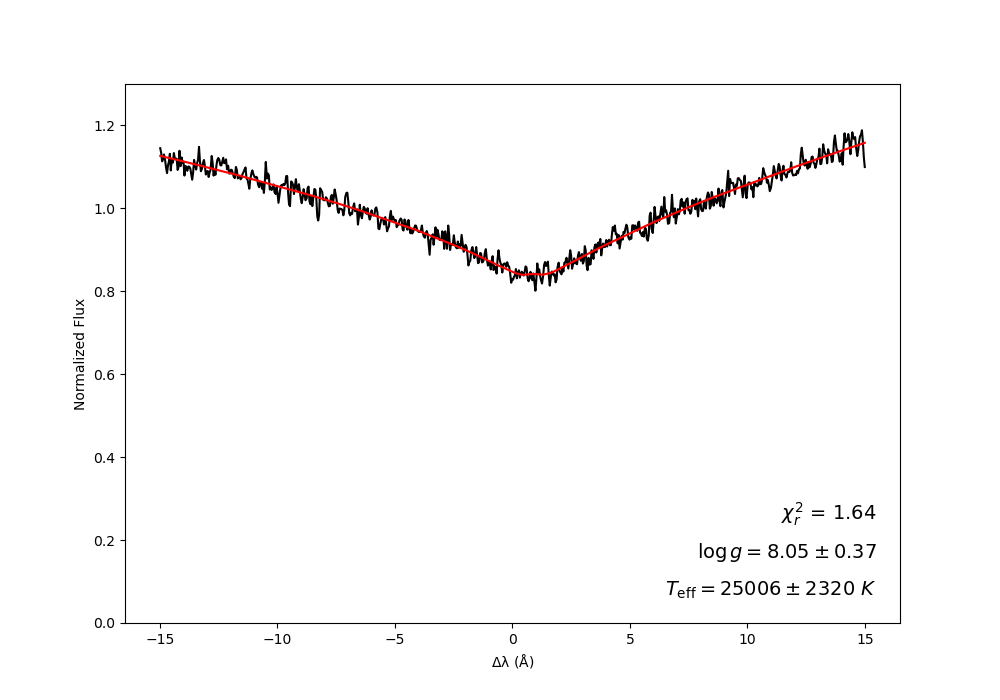 1.2
1.0
0.8
0.6
0.4
0.2
0.0
Normalized Flux
χ²ᵣ = 1.64
log g = 8.05 ± 0.37
T_eff = 25006 ± 2320 K
−15 −10 −5 0 5 10 15
Δλ (Å)